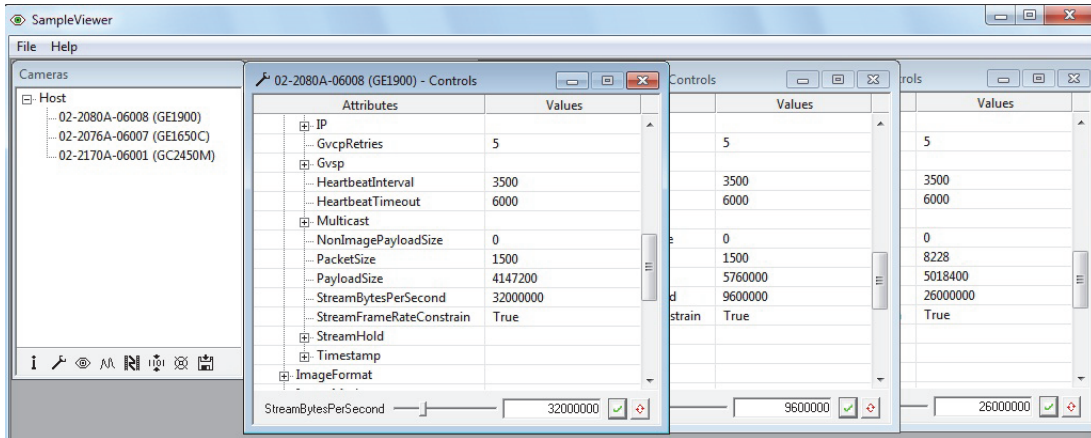 SampleViewer
File Help
Cameras
Host
02-2080A-06008 (GE1900)
02-2076A-06007 (GE1650C)
02-2170A-06001 (GC2450M)
02-2080A-06008 (GE1900) - Controls
Attributes Values
IP
GvcpRetries 5
Gvsp
HeartbeatInterval 3500
HeartbeatTimeout 6000
Multicast
NonImagePayloadSize 0
PacketSize 1500
PayloadSize 4147200
StreamBytesPerSecond 32000000
StreamFrameRateConstrain True
StreamHold
Timestamp
ImageFormat
StreamBytesPerSecond 32000000
Controls
Values
5
3500
6000
e 0
1500
5760000
d 9600000
strain True
9600000
rols
Values
5
3500
6000
0
8228
5018400
26000000
True
26000000